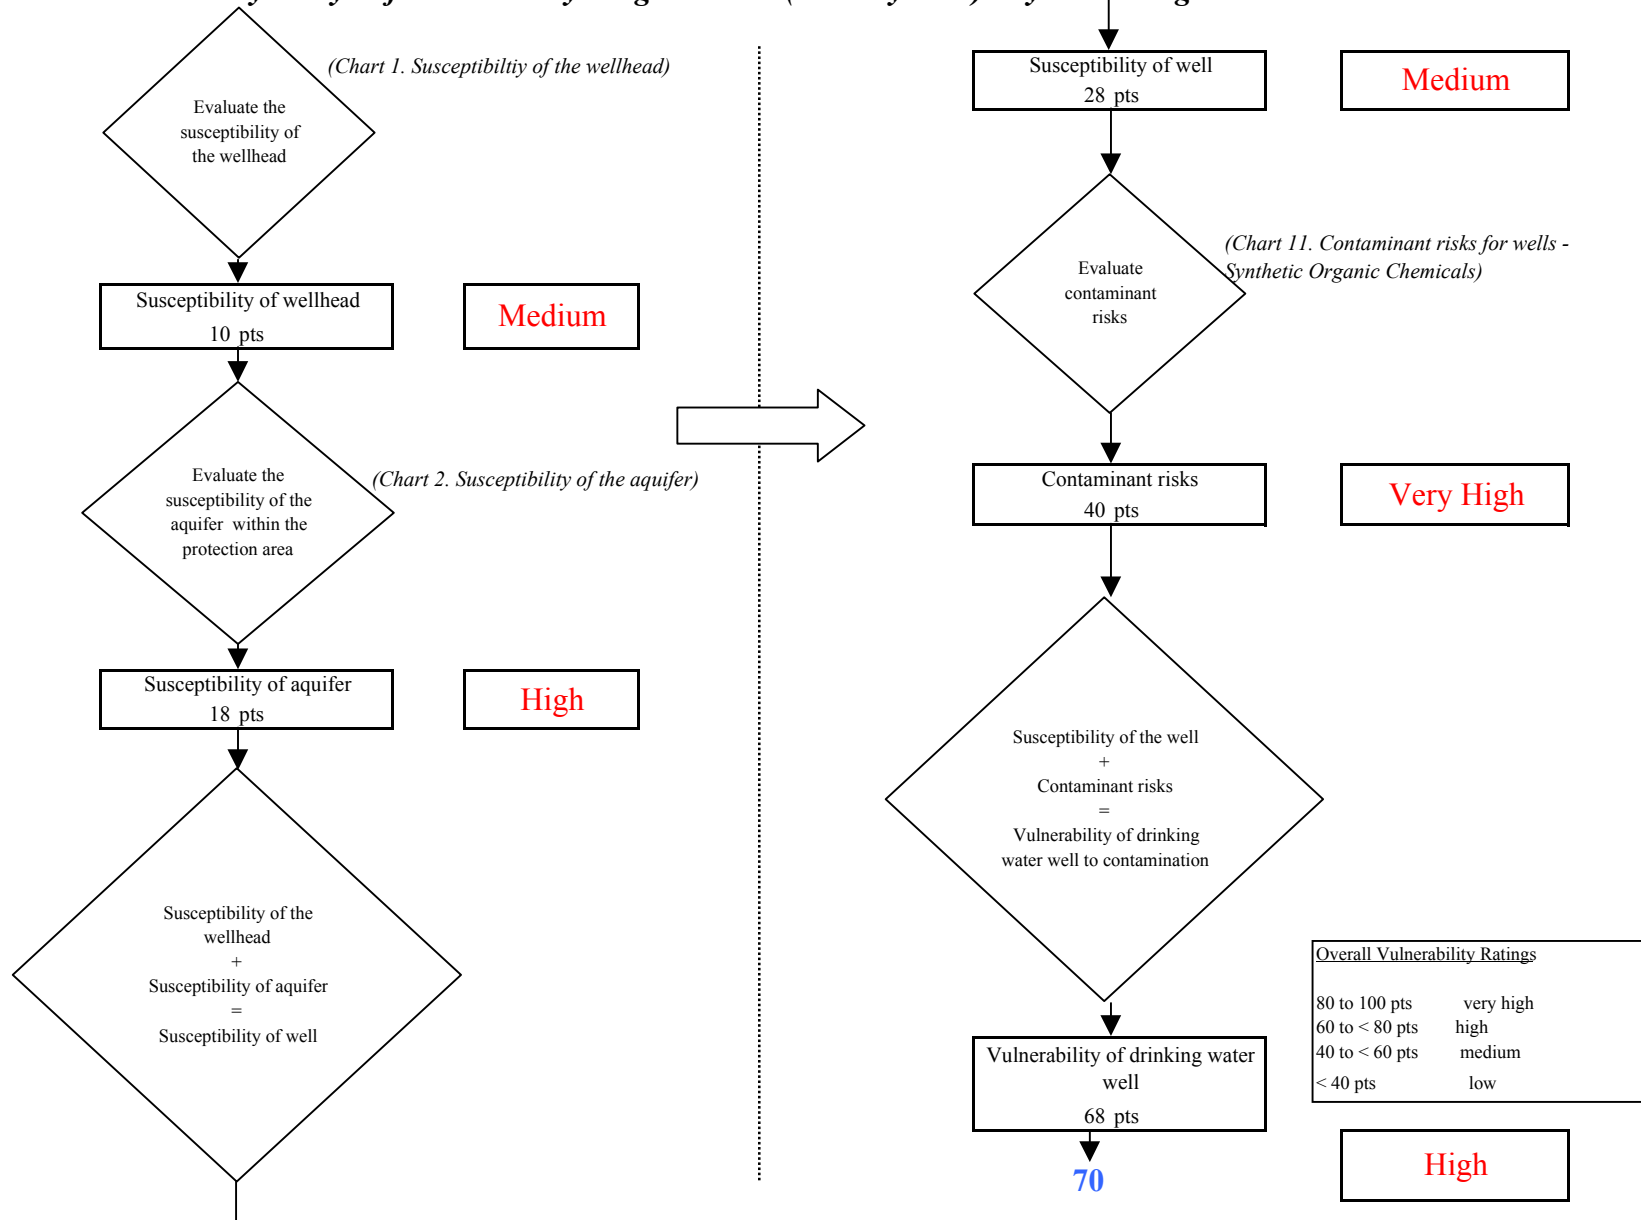 (Chart 1. Susceptibiltiy of the wellhead)
Evaluate the
susceptibility of
the wellhead
Susceptibility of wellhead
10 pts
Medium
Evaluate the
susceptibility of the
aquifer within the
protection area
(Chart 2. Susceptibility of the aquifer)
Susceptibility of aquifer
18 pts
High
Susceptibility of the
wellhead
+
Susceptibility of aquifer
=
Susceptibility of well
Susceptibility of well
28 pts
Medium
(Chart 11. Contaminant risks for wells -
Synthetic Organic Chemicals)
Evaluate
contaminant
risks
Contaminant risks
40 pts
Very High
Susceptibility of the well
+
Contaminant risks
=
Vulnerability of drinking
water well to contamination
Overall Vulnerability Ratings
80 to 100 pts very high
60 to < 80 pts high
40 to < 60 pts medium
< 40 pts low
Vulnerability of drinking water
well
68 pts
70
High